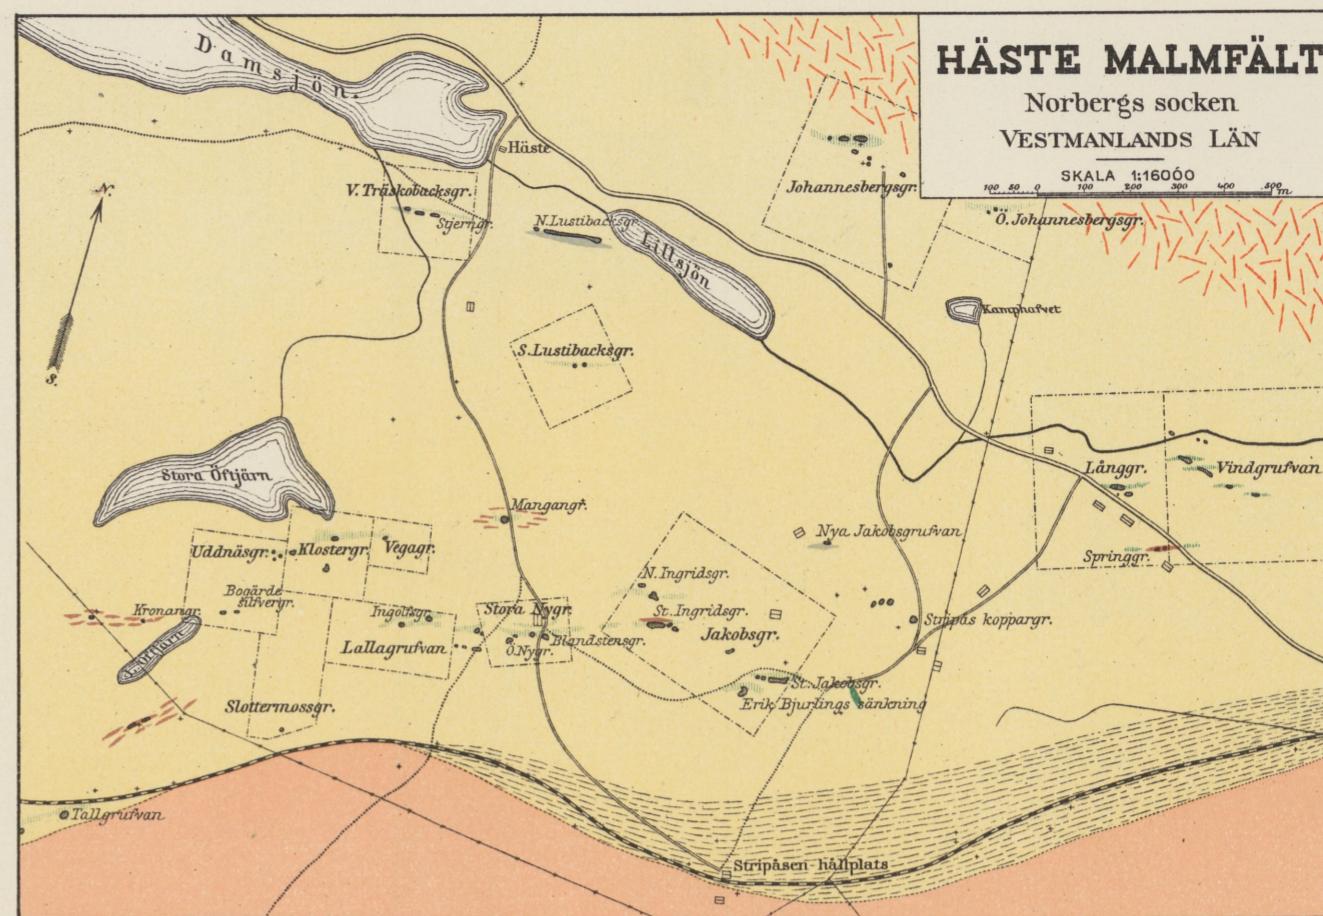 HÄSTE MALMFÄLT
Norbergs socken
VESTMANLANDS LÄN
SKALA 1:16000
100 50 0 100 200 300 400 500 m
Damsjön.
Häste
N.
S.
V. Träskobacksgr.
Stjerngr.
N. Lustibacksgr.
Lillsjön
Johannesbergsgr.
Ö. Johannesbergsgr.
Kamphafvet
S. Lustibacksgr.
Stora Öftjärn
Långgr.
Vindgrufvan
Mangangr.
Nya Jakobsgrufvan
Springgr.
Uddnäsgr.
Klostergr.
Vegagr.
N. Ingridsgr.
Bogärde
silfvergr.
Kronangr.
Ingolfsgr.
Stora Nygr.
St. Ingridsgr.
Jakobsgr.
Stripås koppargr.
Lallagrufvan
Ö. Nygr.
Blandstensgr.
Öftjärn
St. Jakobsgr.
Erik Bjurlings sänkning
Slottermossgr.
Tallgrufvan
Stripåsen hållplats